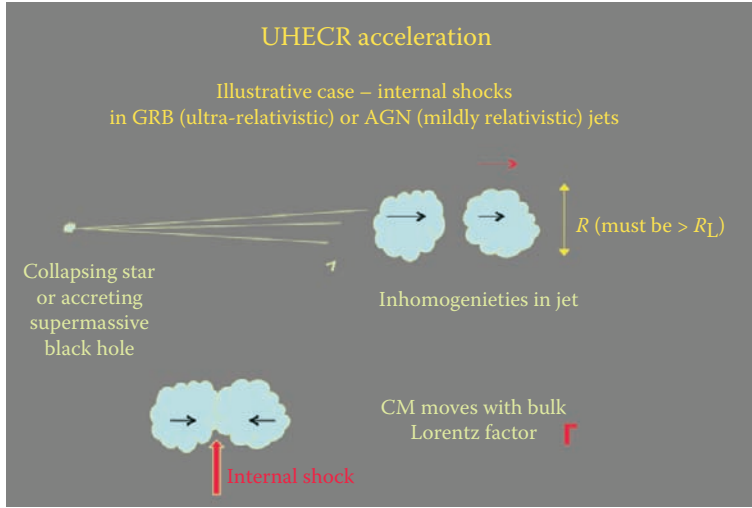 UHECR acceleration
Illustrative case – internal shocks
in GRB (ultra-relativistic) or AGN (mildly relativistic) jets
R (must be > RL)
Collapsing star
or accreting
supermassive
black hole
Inhomogenieties in jet
CM moves with bulk
Lorentz factor Γ
Internal shock